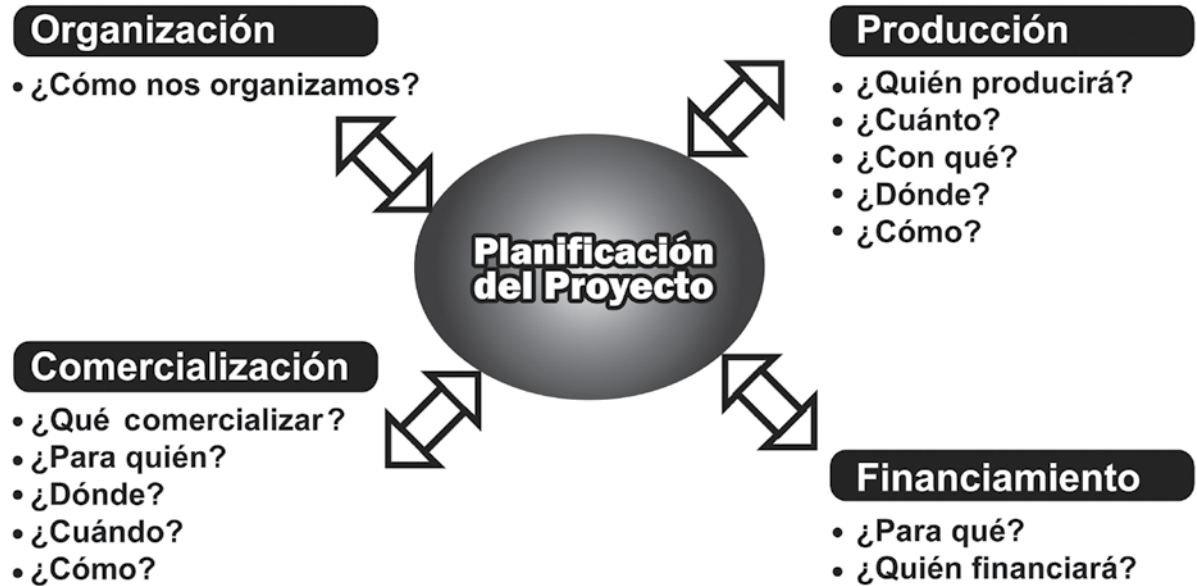 Organización
• ¿Cómo nos organizamos?
Producción
• ¿Quién producirá?
• ¿Cuánto?
• ¿Con qué?
• ¿Dónde?
• ¿Cómo?
Planificación
del Proyecto
Comercialización
• ¿Qué comercializar?
• ¿Para quién?
• ¿Dónde?
• ¿Cuándo?
• ¿Cómo?
Financiamiento
• ¿Para qué?
• ¿Quién financiará?